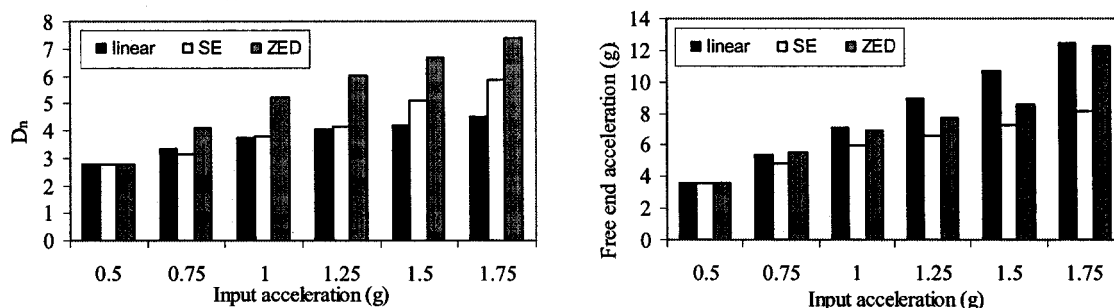 8
7
6
5
4
3
2
1
0
Dn
linear SE ZED
0.5 0.75 1 1.25 1.5 1.75
Input acceleration (g)
14
12
10
8
6
4
2
0
Free end acceleration (g)
linear SE ZED
0.5 0.75 1 1.25 1.5 1.75
Input acceleration (g)